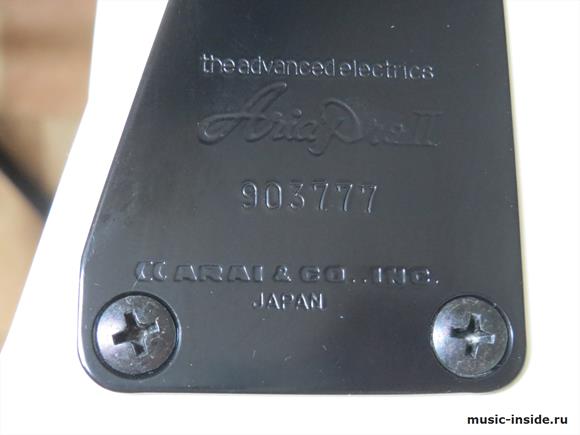 the advanced electrics
Aria Pro II
903777
ARAI & CO., INC.
JAPAN
music-inside.ru